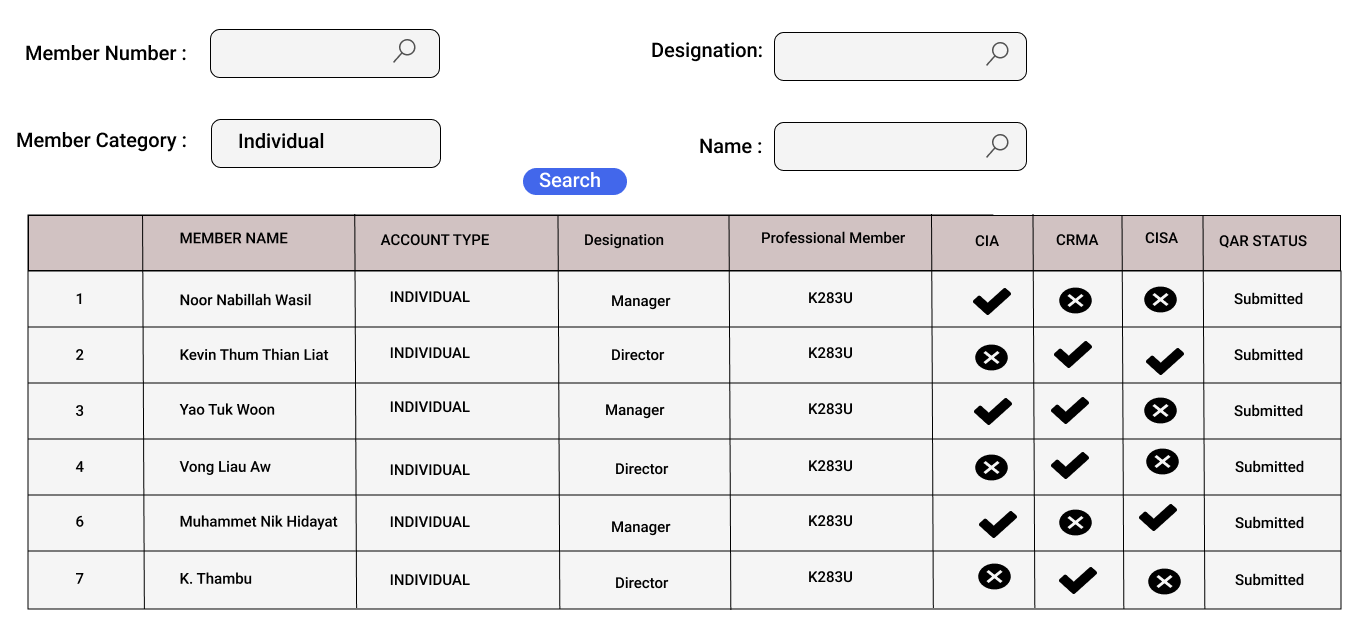 Member Number : Designation:
Member Category : Individual Name :
Search
MEMBER NAME ACCOUNT TYPE Designation Professional Member CIA CRMA CISA QAR STATUS
1 Noor Nabillah Wasil INDIVIDUAL Manager K283U Submitted
2 Kevin Thum Thian Liat INDIVIDUAL Director K283U Submitted
3 Yao Tuk Woon INDIVIDUAL Manager K283U Submitted
4 Vong Liau Aw INDIVIDUAL Director K283U Submitted
6 Muhammet Nik Hidayat INDIVIDUAL Manager K283U Submitted
7 K. Thambu INDIVIDUAL Director K283U Submitted